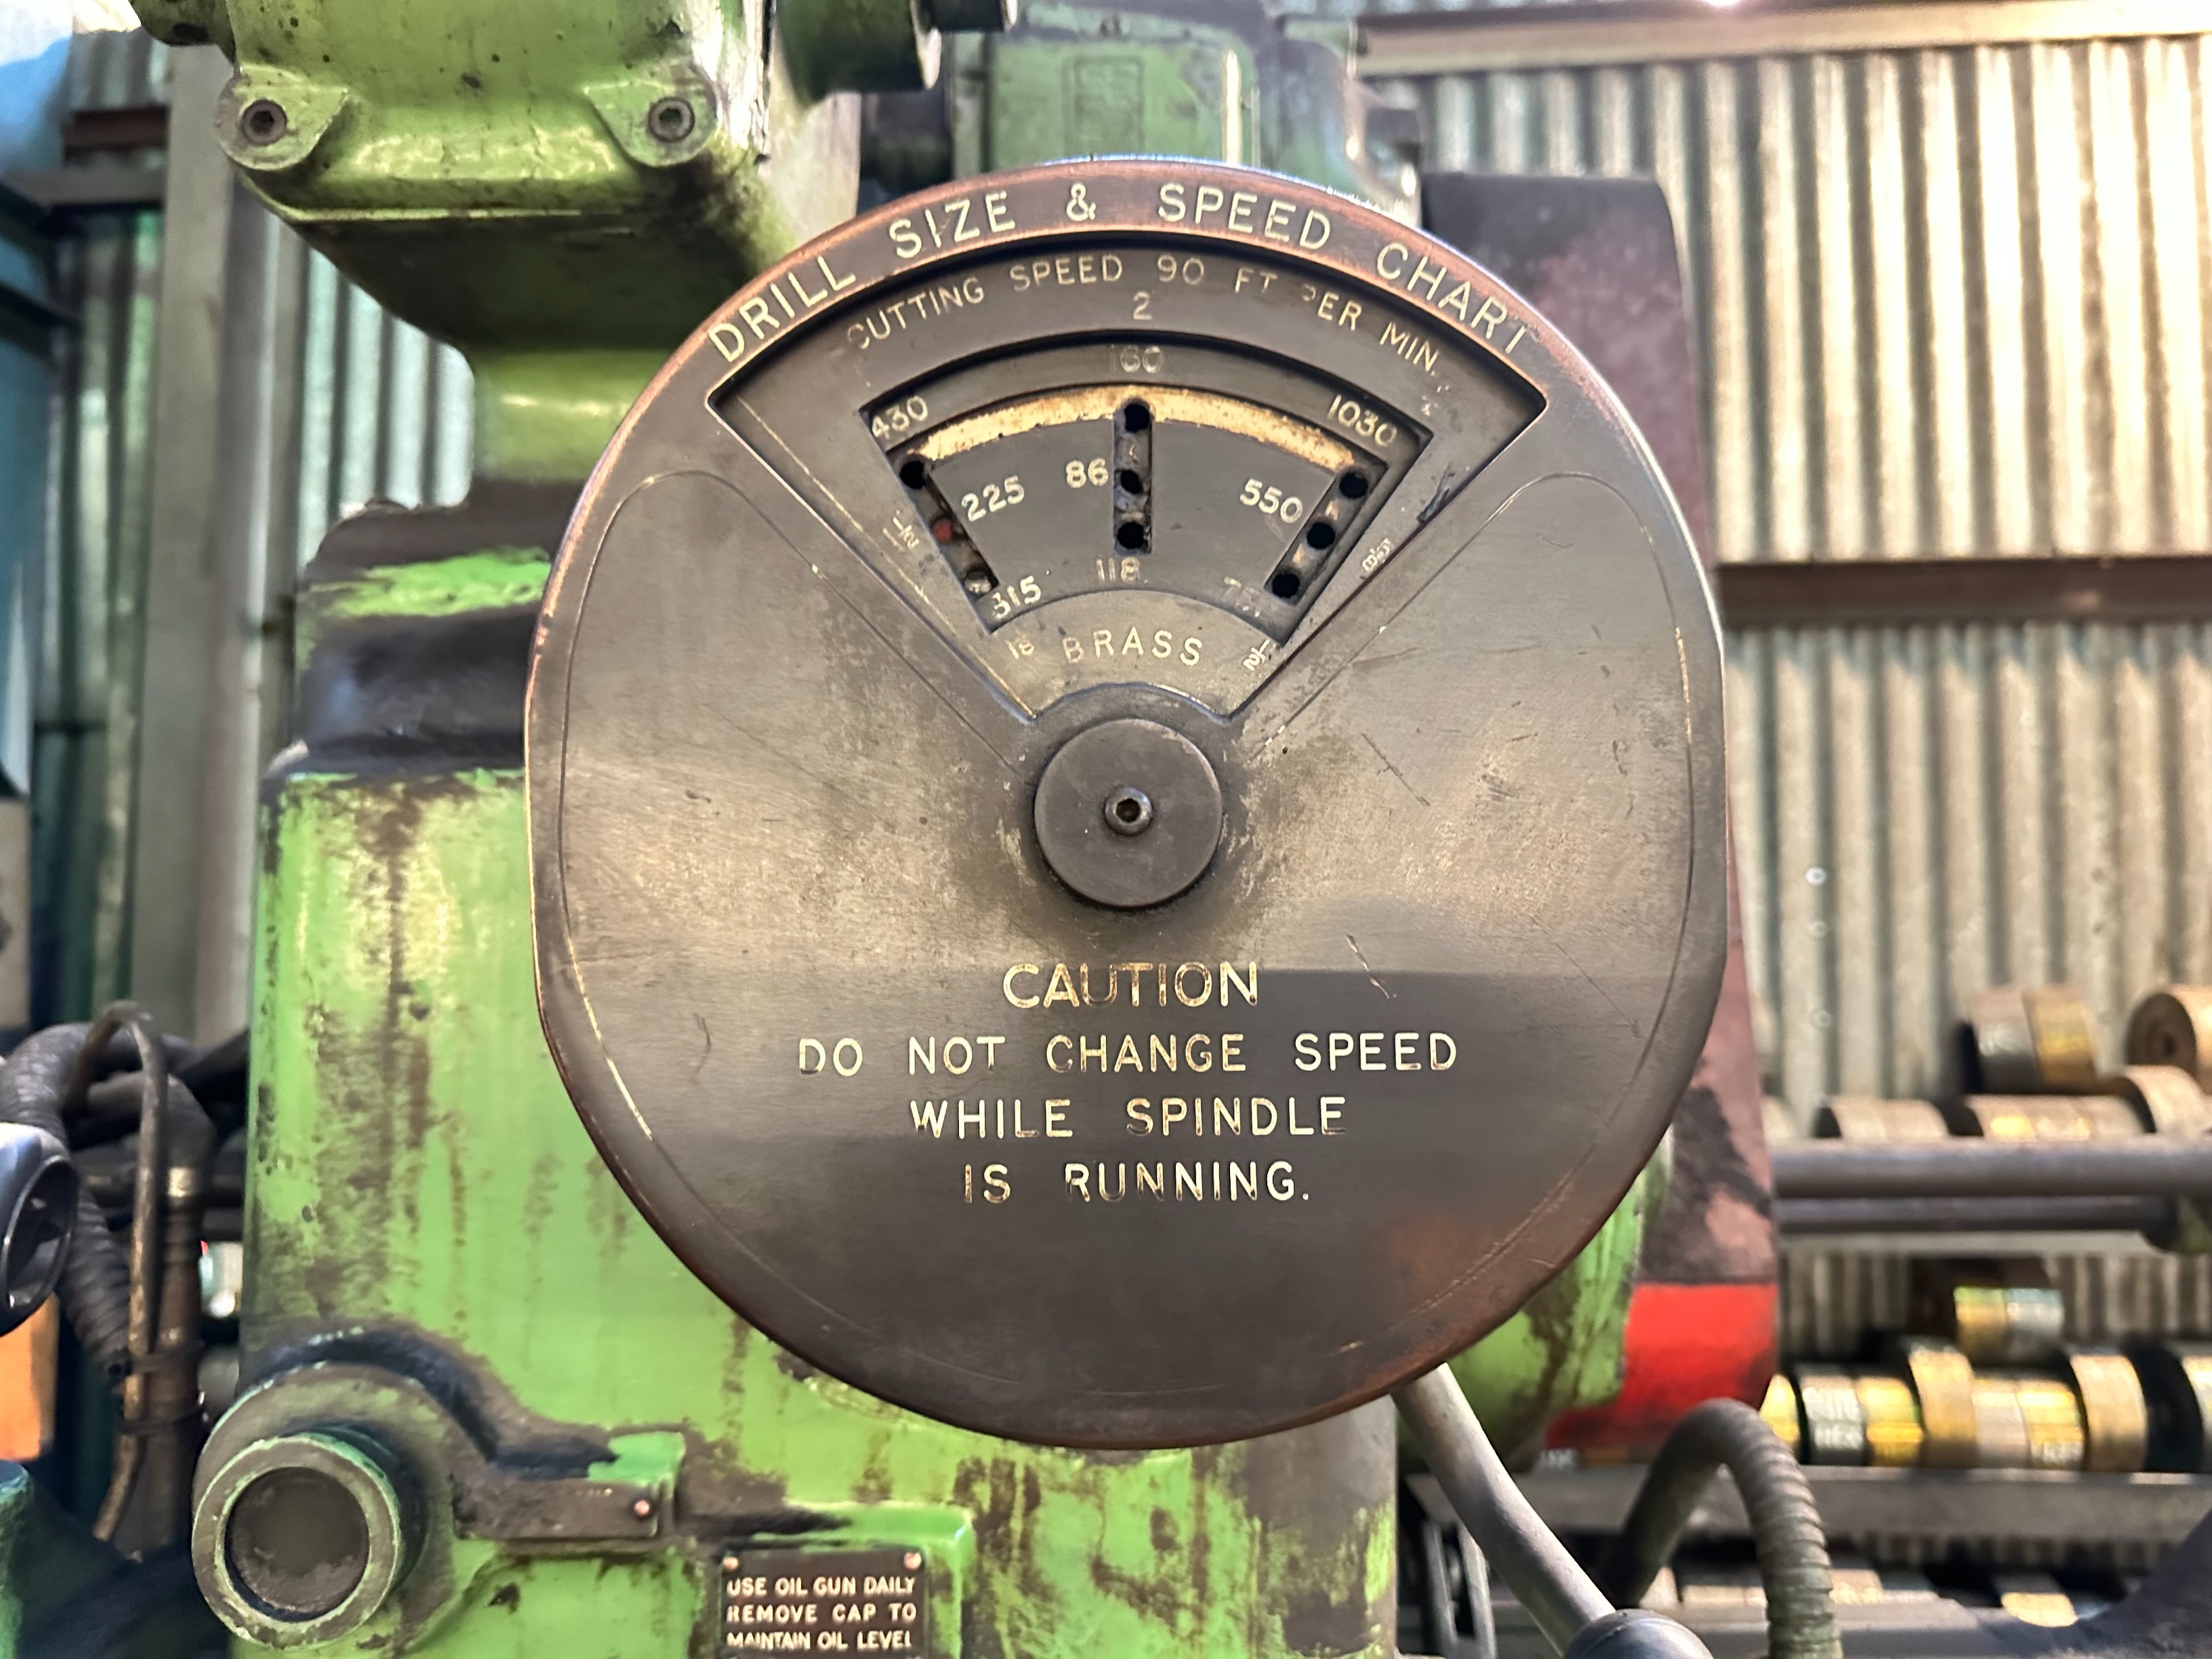 DRILL SIZE & SPEED CHART
CUTTING SPEED 90 FT PER MIN.
2
160
430
1030
225
86
550
315
118
BRASS
CAUTION
DO NOT CHANGE SPEED
WHILE SPINDLE
IS RUNNING.
USE OIL GUN DAILY
REMOVE CAP TO
MAINTAIN OIL LEVEL